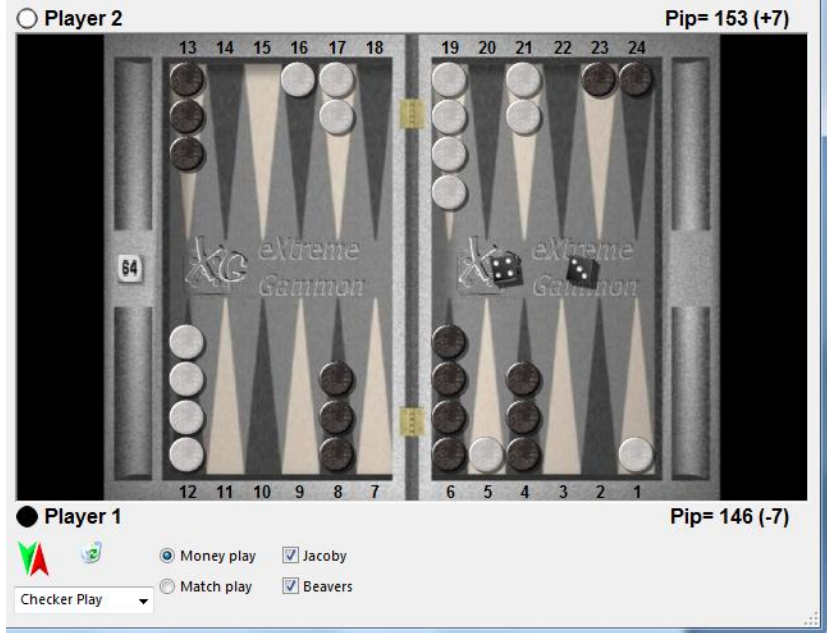 Player 2 Pip= 153 (+7)
13 14 15 16 17 18 19 20 21 22 23 24
eXtreme eXtreme
64 XG XG
Gammon Gammon
12 11 10 9 8 7 6 5 4 3 2 1
Player 1 Pip= 146 (-7)
Money play Jacoby
Match play Beavers
Checker Play